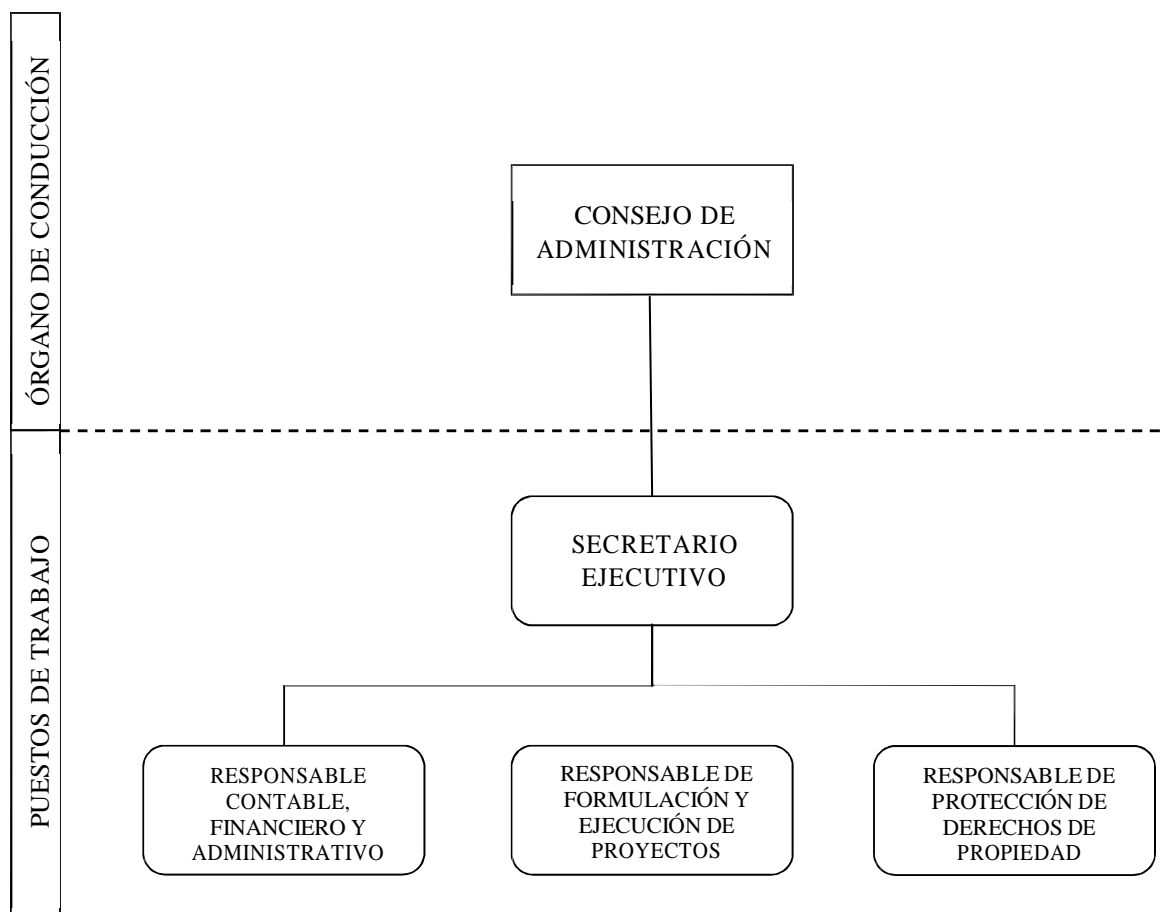 ÓRGANO DE CONDUCCIÓN
CONSEJO DE
ADMINISTRACIÓN
PUESTOS DE TRABAJO
SECRETARIO
EJECUTIVO
RESPONSABLE
CONTABLE,
FINANCIERO Y
ADMINISTRATIVO
RESPONSABLE DE
FORMULACIÓN Y
EJECUCIÓN DE
PROYECTOS
RESPONSABLE DE
PROTECCIÓN DE
DERECHOS DE
PROPIEDAD